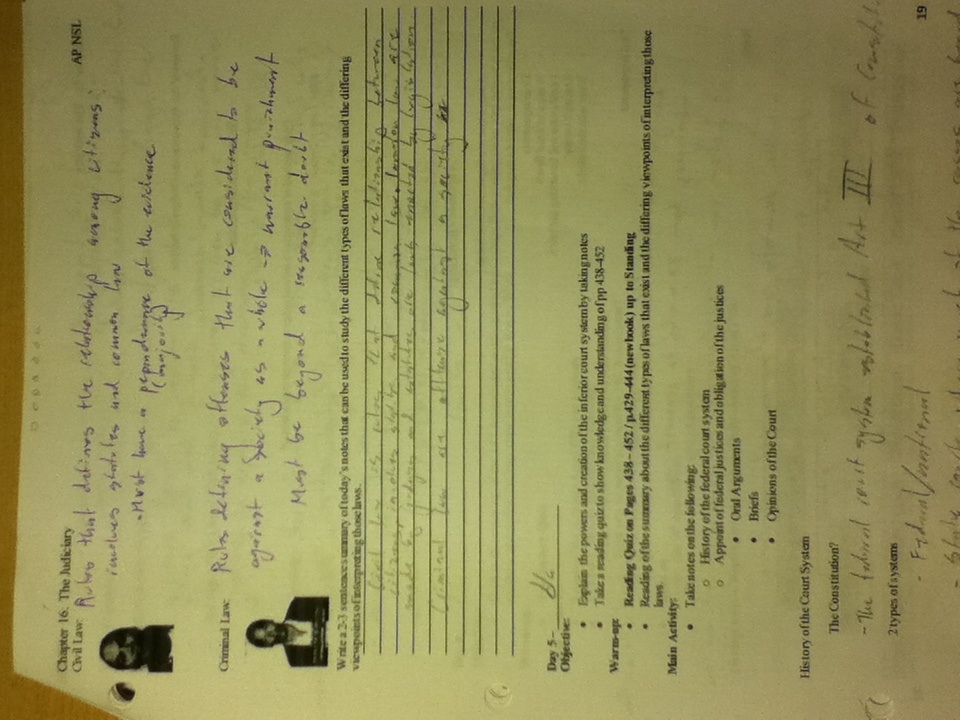 Chapter 16: The Judiciary
AP NSL
Civil Law: Rules that defines the relationship among citizens:
involves statutes and common law
- Must have a pependurance of the evidence
(majority)
Criminal Law: Rules defining offenses that are considered to be
against a society as a whole → warrant punishment
Must be beyond a reasonable doubt
Write a 2-3 sentence summary of today's notes that can be used to study the different types of laws that exist and the differing
viewpoints of interpreting those laws.
Civil law is rules that define relationship between
citizens, involves statute and common law. Common law are
made by judges and statutes are laws enacted by legislation
Criminal law are offense against a society
Day 5 –
Objective:
• Explain the powers and creation of the inferior court system by taking notes
• Take a reading quiz to show knowledge and understanding of pp 438-452
Warm-up:
• Reading Quiz on Pages 438 – 452 / p.429-444 (new book) up to Standing
• Reading of the summary about the different types of laws that exist and the differing viewpoints of interpreting those
laws.
Main Activity:
• Take notes on the following:
o History of the federal court system
o Appoint of federal justices and obligation of the justices
• Oral Arguments
• Briefs
• Opinions of the Court
History of the Court System
The Constitution?
- The federal court system established Art III of Constit
2 types of systems
- Federal/national
19
- State courts where most of the cases are heard